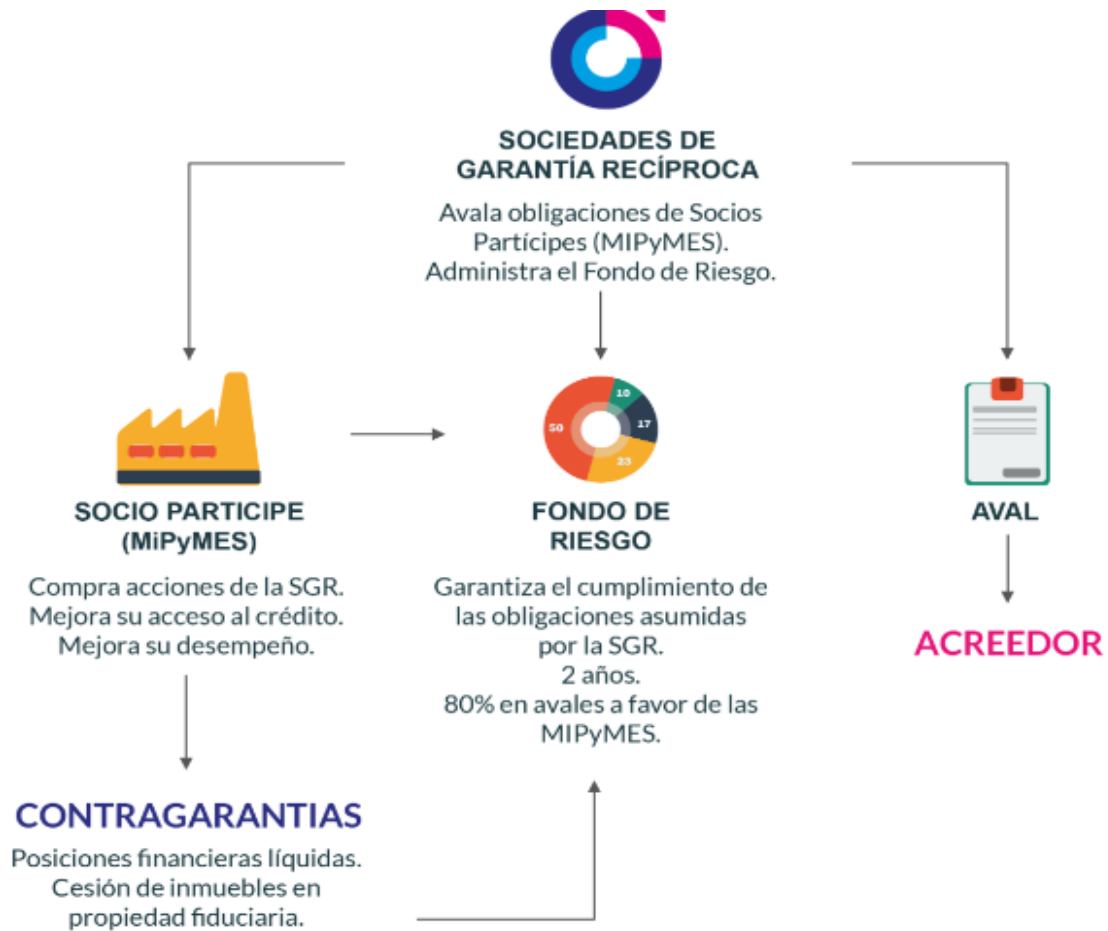 SOCIEDADES DE
GARANTÍA RECÍPROCA
Avala obligaciones de Socios
Partícipes (MIPyMES).
Administra el Fondo de Riesgo.
SOCIO PARTICIPE
(MiPyMES)
Compra acciones de la SGR.
Mejora su acceso al crédito.
Mejora su desempeño.
CONTRAGARANTIAS
Posiciones financieras líquidas.
Cesión de inmuebles en
propiedad fiduciaria.
10
17
50
23
FONDO DE
RIESGO
Garantiza el cumplimiento de
las obligaciones asumidas
por la SGR.
2 años.
80% en avales a favor de las
MIPyMES.
AVAL
ACREEDOR